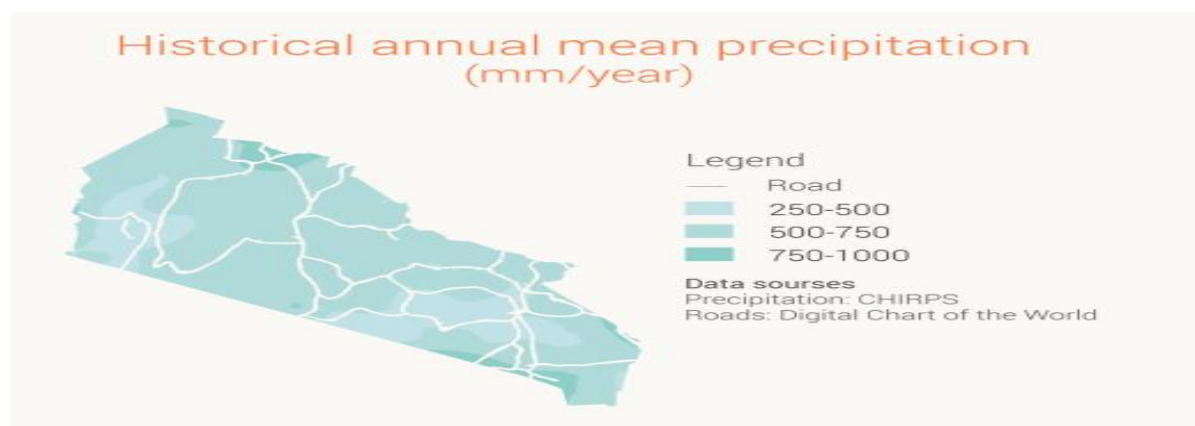 Historical annual mean precipitation
(mm/year)
Legend
Road
250-500
500-750
750-1000
Data sourses
Precipitation: CHIRPS
Roads: Digital Chart of the World